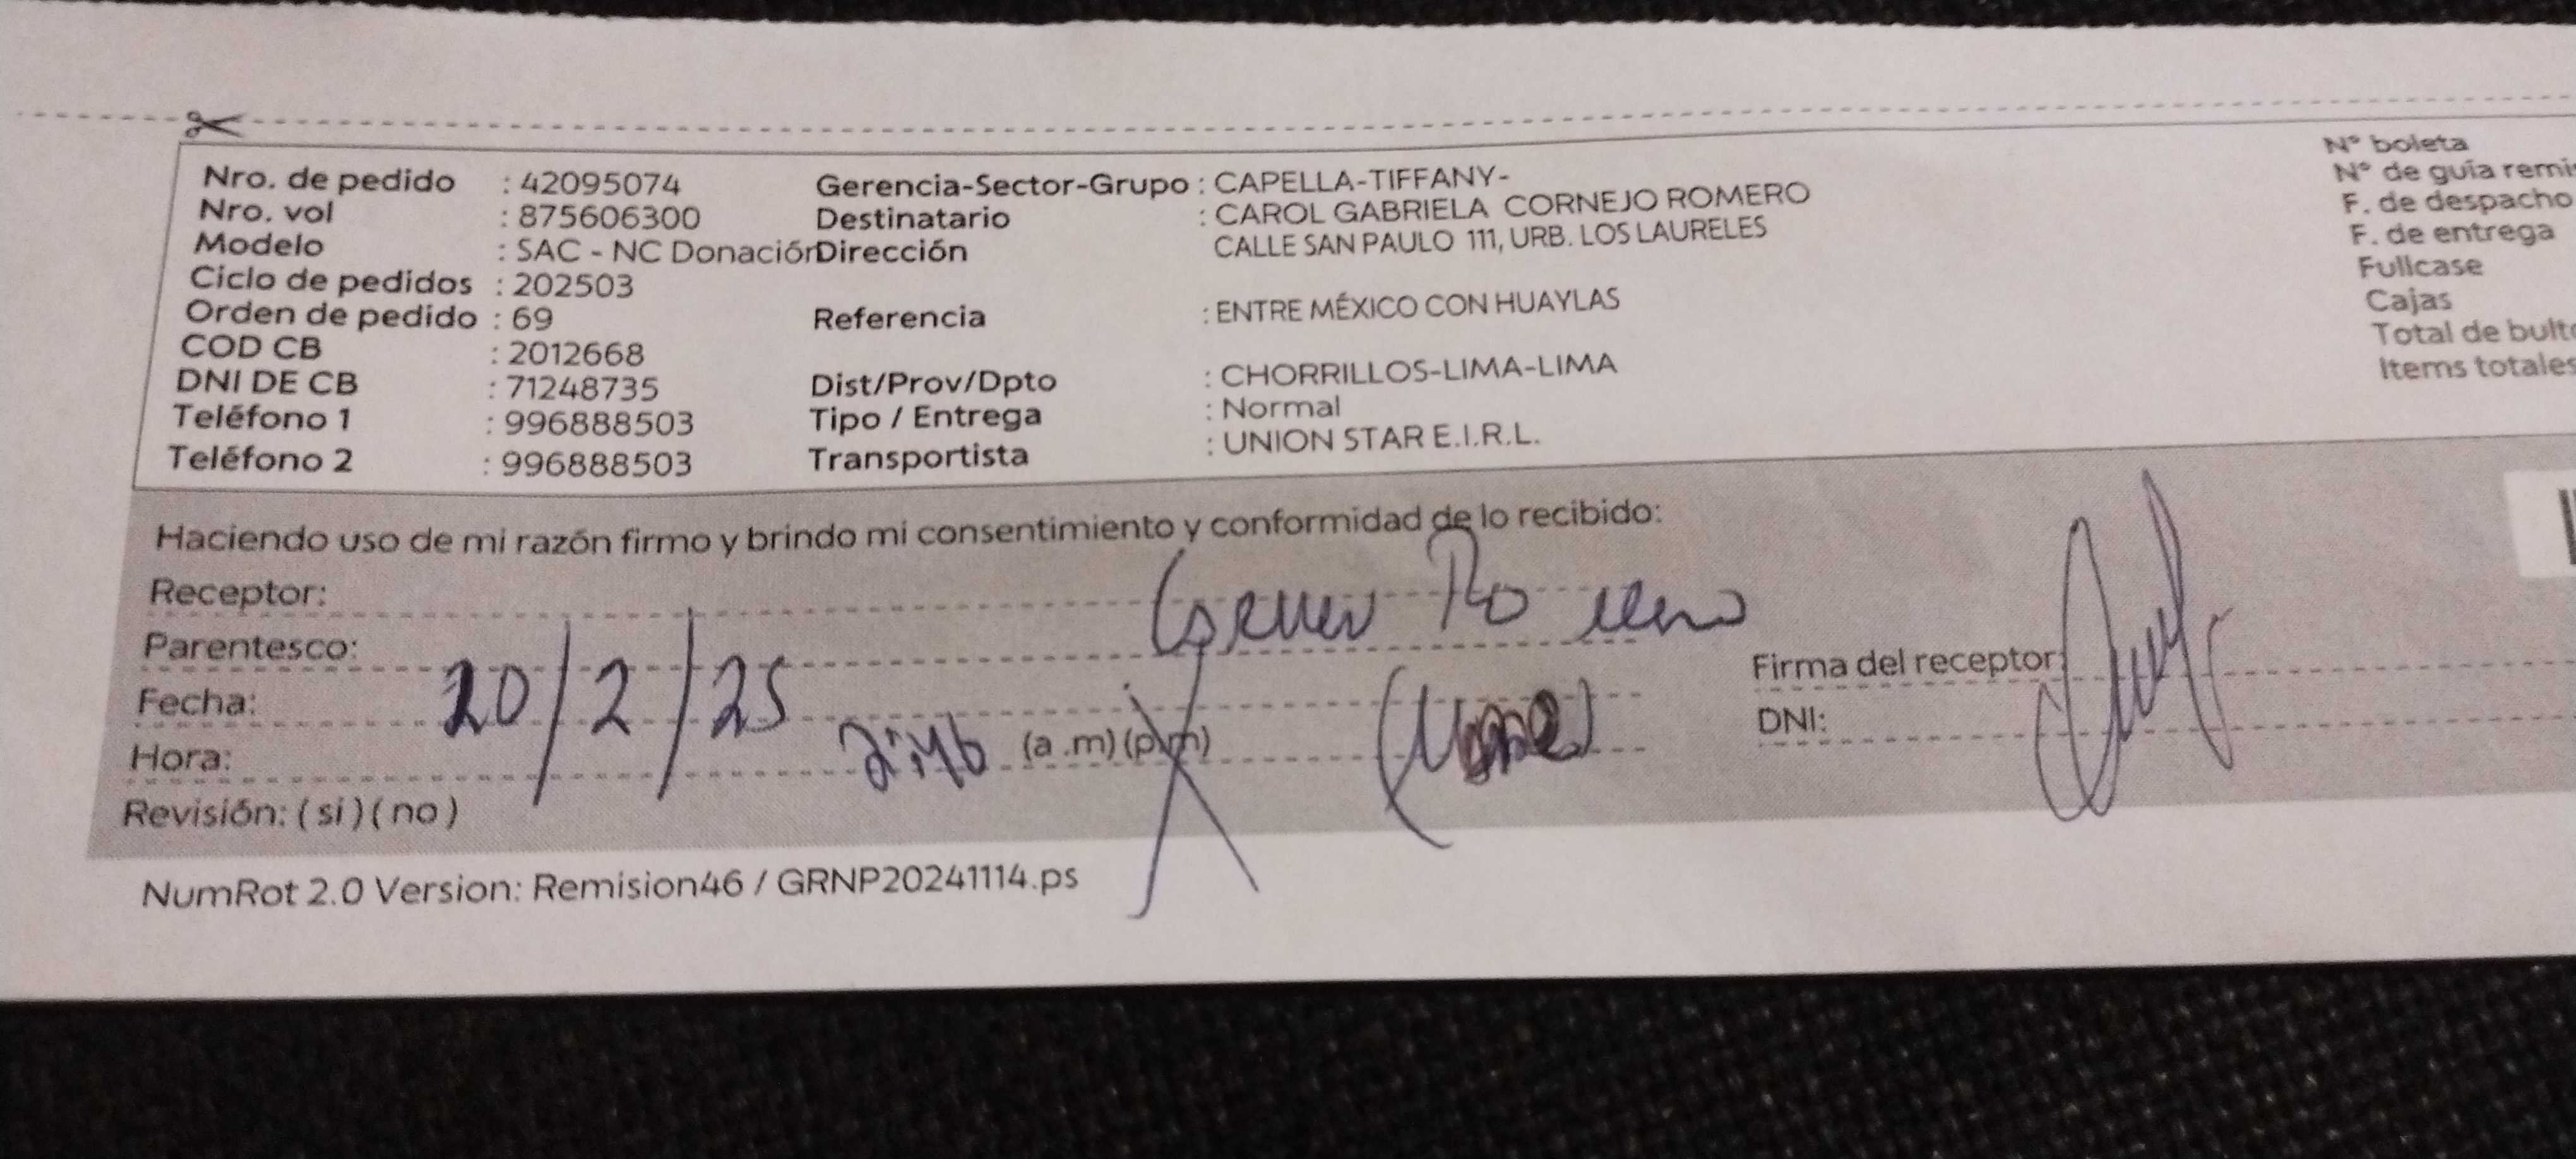 Nro. de pedido : 42095074 Gerencia-Sector-Grupo : CAPELLA-TIFFANY- N° boleta
Nro. vol : 875606300 Destinatario : CAROL GABRIELA CORNEJO ROMERO N° de guía
Modelo : SAC - NC Donación Dirección CALLE SAN PAULO 111, URB. LOS LAURELES F. de despacho
Ciclo de pedidos : 202503 F. de entrega
Orden de pedido : 69 Referencia : ENTRE MÉXICO CON HUAYLAS Fullcase
COD CB : 2012668 Cajas
DNI DE CB : 71248735 Dist/Prov/Dpto : CHORRILLOS-LIMA-LIMA Total de
Teléfono 1 : 996888503 Tipo / Entrega : Normal Items totales
Teléfono 2 : 996888503 Transportista : UNION STAR E.I.R.L.
Haciendo uso de mi razón firmo y brindo mi consentimiento y conformidad de lo recibido:
Receptor:
Parentesco: Firma del receptor:
Fecha: 20/2/25 DNI:
Hora: (a .m) (p.m)
Revisión: ( si ) ( no )
NumRot 2.0 Version: Remision46 / GRNP20241114.ps